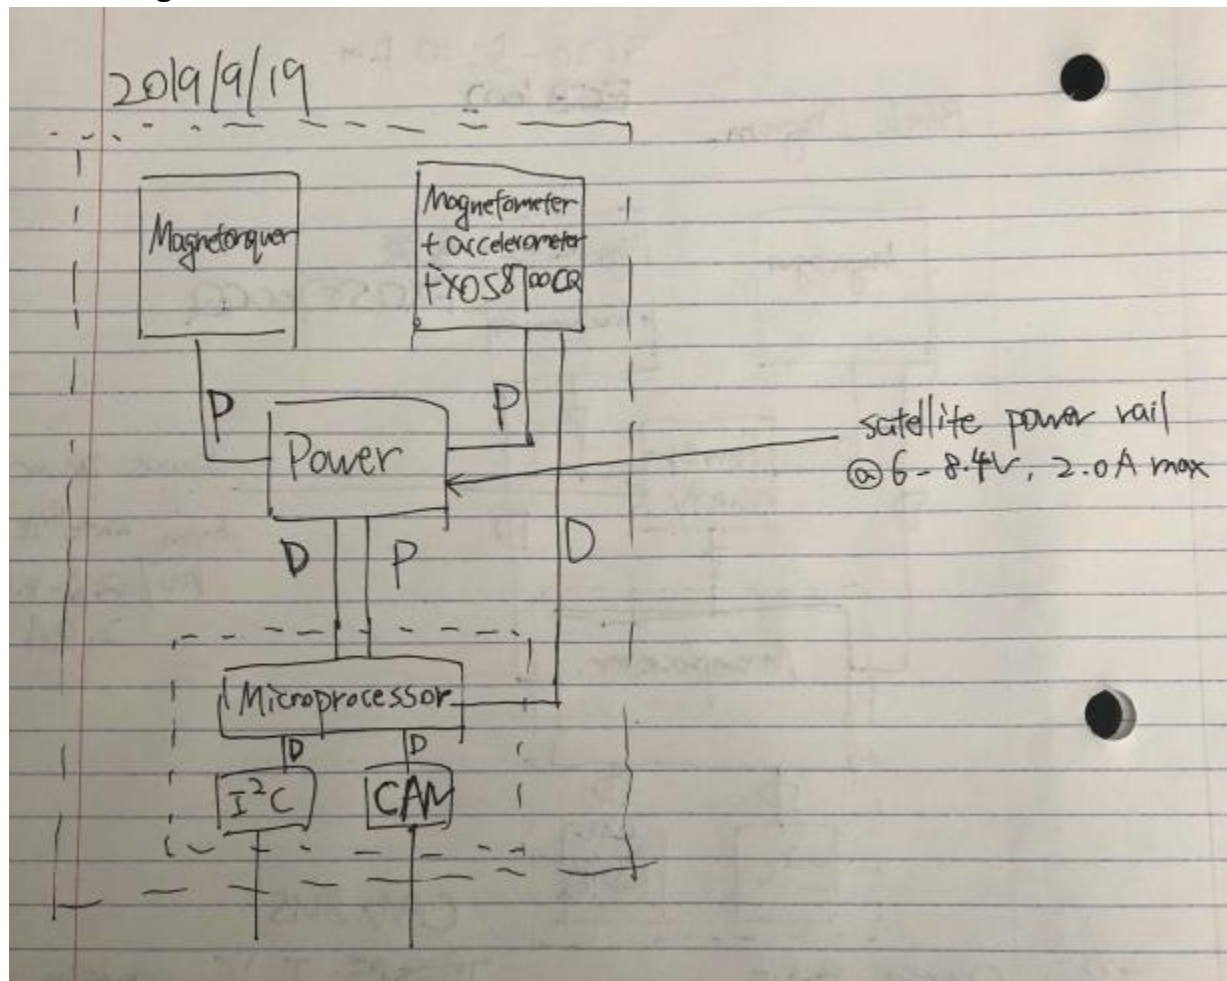 2019/9/19
Magnetorquer
Magnetometer
+ accelerometer
FXOS8700CQ
P
P
Power
satellite power rail
@6-8.4V, 2.0A max
D
P
D
Microprocessor
D
D
I²C
CAN